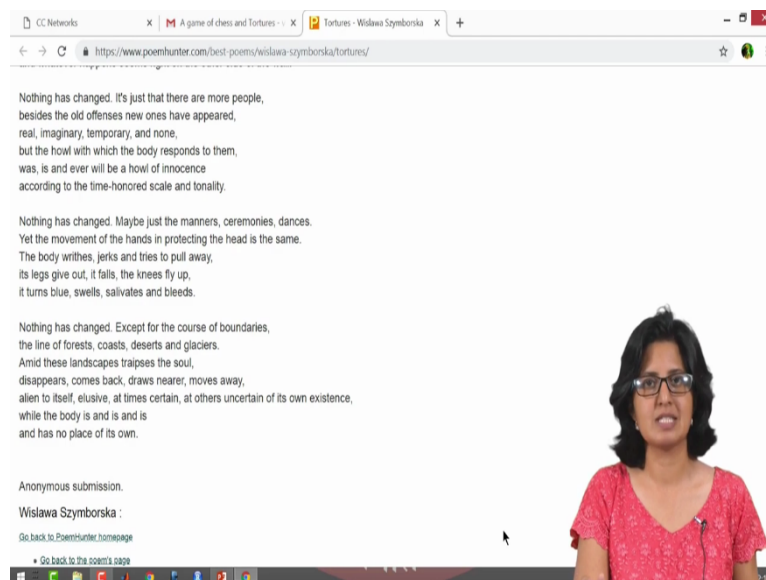 CC Networks
A game of chess and Tortures -
Tortures - Wislawa Szymborska
https://www.poemhunter.com/best-poems/wislawa-szymborska/tortures/
Nothing has changed. It's just that there are more people,
besides the old offenses new ones have appeared,
real, imaginary, temporary, and none,
but the howl with which the body responds to them,
was, is and ever will be a howl of innocence
according to the time-honored scale and tonality.
Nothing has changed. Maybe just the manners, ceremonies, dances.
Yet the movement of the hands in protecting the head is the same.
The body writhes, jerks and tries to pull away,
its legs give out, it falls, the knees fly up,
it turns blue, swells, salivates and bleeds.
Nothing has changed. Except for the course of boundaries,
the line of forests, coasts, deserts and glaciers.
Amid these landscapes traipses the soul,
disappears, comes back, draws nearer, moves away,
alien to itself, elusive, at times certain, at others uncertain of its own existence,
while the body is and is and is
and has no place of its own.
Anonymous submission.
Wislawa Szymborska :
Go back to PoemHunter homepage
Go back to the poem's page